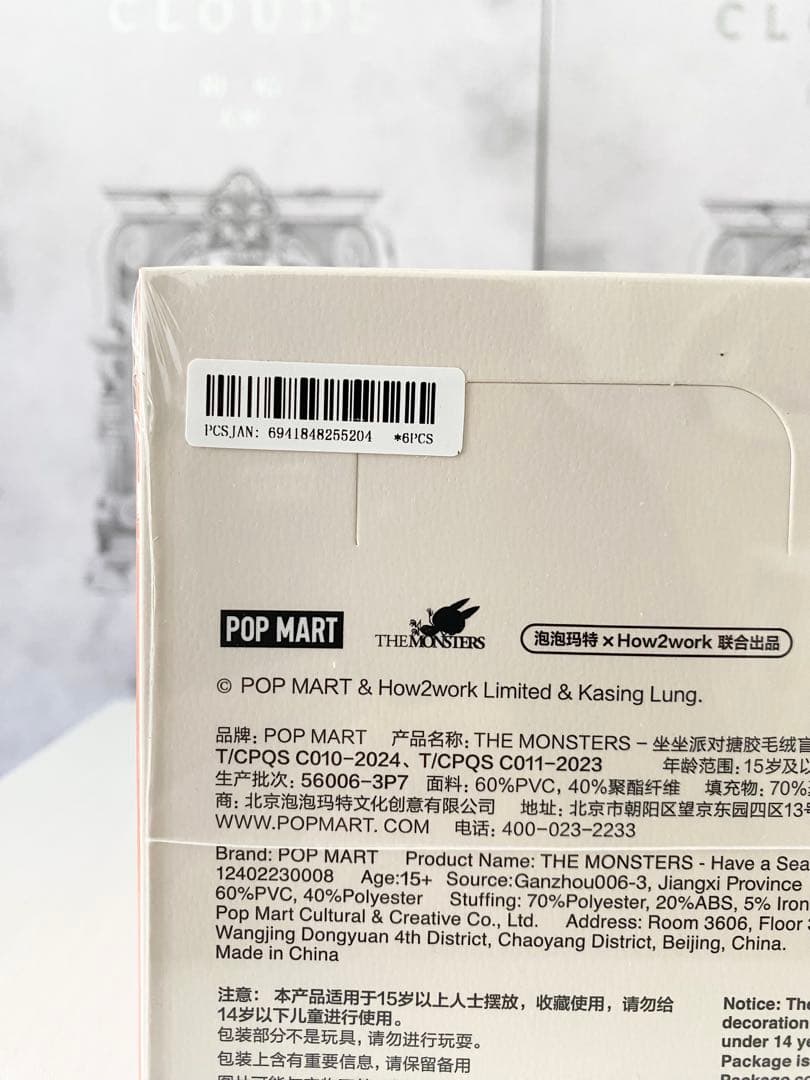 CLOUDS
CLO
PCSJAN: 6941848255204 *6PCS
POP MART
THE MONSTERS
泡泡玛特×How2work 联合出品
© POP MART & How2work Limited & Kasing Lung.
品牌: POP MART 产品名称: THE MONSTERS – 坐坐派对搪胶毛绒盲
T/CPQS C010-2024、T/CPQS C011-2023 年龄范围: 15岁及以
生产批次: 56006-3P7 面料: 60%PVC, 40%聚酯纤维 填充物: 70%
商: 北京泡泡玛特文化创意有限公司 地址: 北京市朝阳区望京东园四区13号
WWW.POPMART. COM 电话: 400-023-2233
Brand: POP MART Product Name: THE MONSTERS - Have a Sea
12402230008 Age:15+ Source:Ganzhou006-3, Jiangxi Province
60%PVC, 40%Polyester Stuffing: 70%Polyester, 20%ABS, 5% Iron
Pop Mart Cultural & Creative Co., Ltd. Address: Room 3606, Floor 3
Wangjing Dongyuan 4th District, Chaoyang District, Beijing, China.
Made in China
注意: 本产品适用于15岁以上人士摆放，收藏使用，请勿给
14岁以下儿童进行使用。
包装部分不是玩具，请勿进行玩耍。
包装上含有重要信息，请保留备用
Notice: The
decoration
under 14 ye
Package is